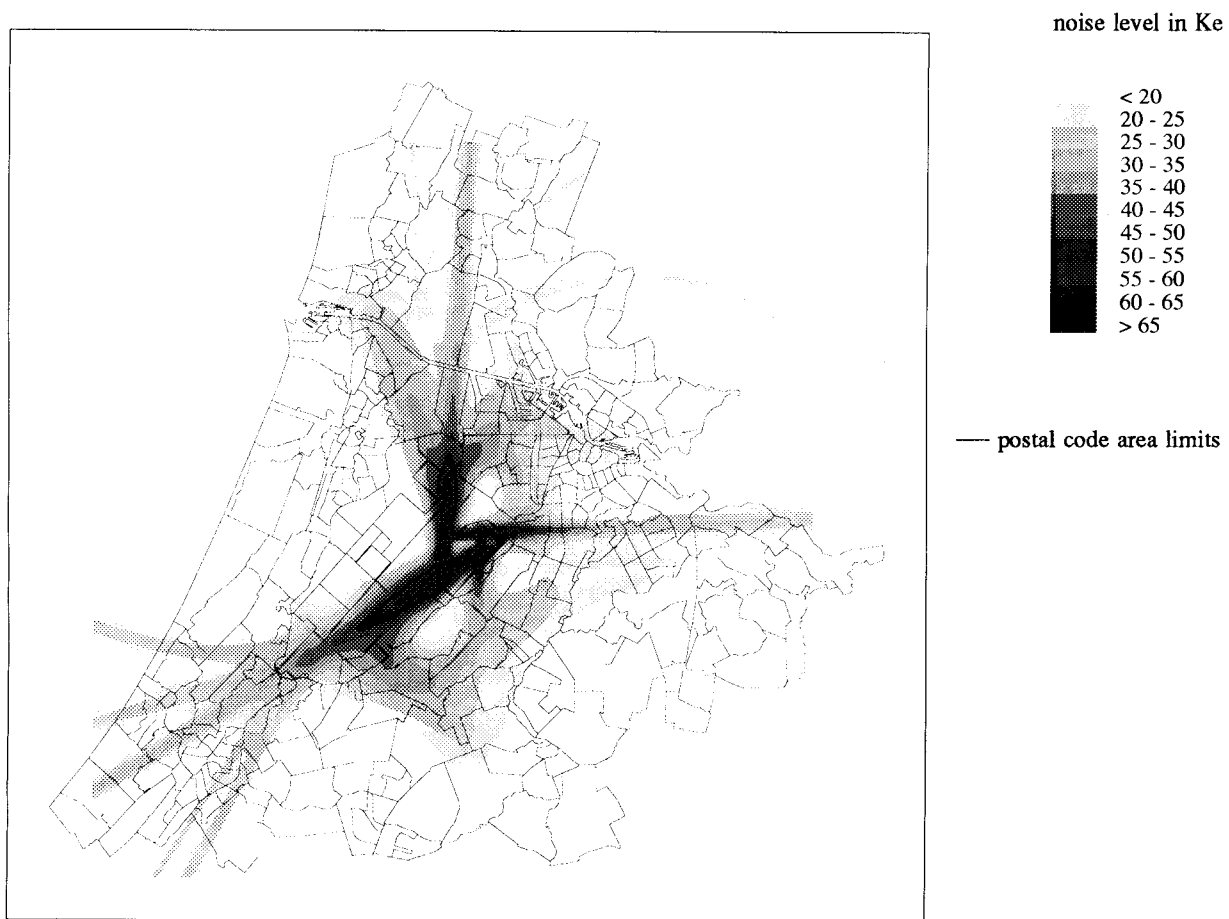 noise level in Ke
< 20
20 - 25
25 - 30
30 - 35
35 - 40
40 - 45
45 - 50
50 - 55
55 - 60
60 - 65
> 65
postal code area limits